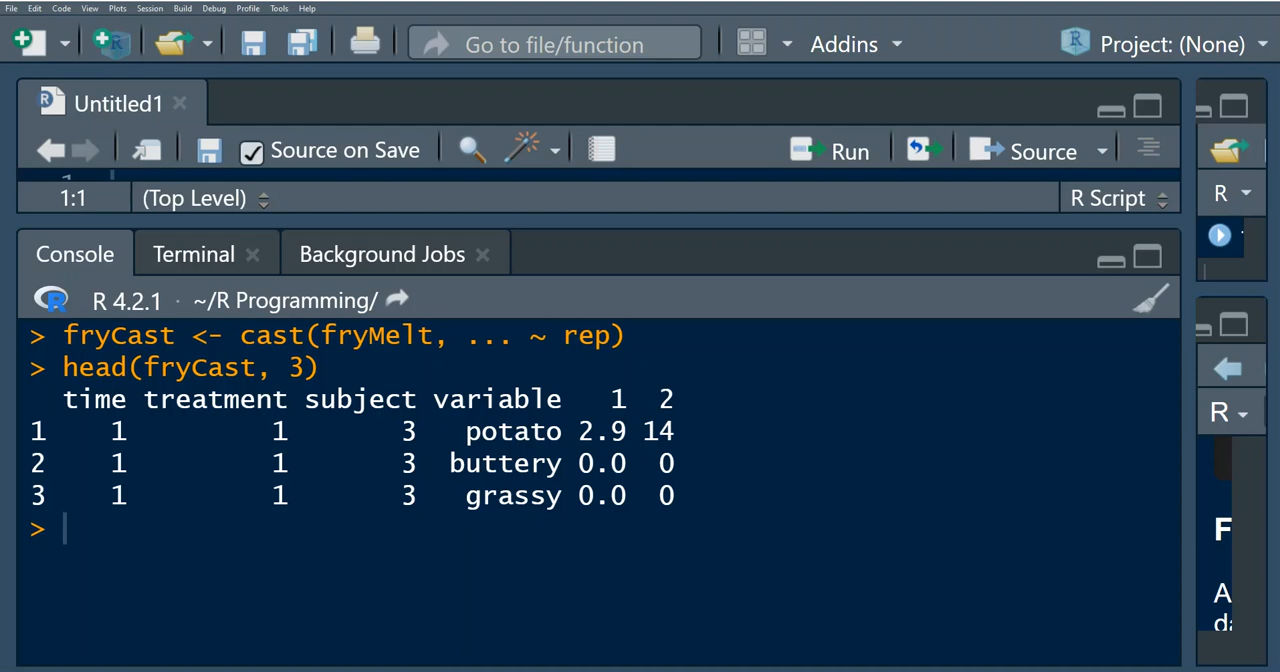 File Edit Code View Plots Session Build Debug Profile Tools Help
Go to file/function Addins Project: (None)
Untitled1
Source on Save Run Source
1:1 (Top Level) R Script
R
Console Terminal Background Jobs
R 4.2.1 · ~/R Programming/
> fryCast <- cast(fryMelt, ... ~ rep)
> head(fryCast, 3)
time treatment subject variable 1 2
1 1 1 3 potato 2.9 14
2 1 1 3 buttery 0.0 0
3 1 1 3 grassy 0.0 0
>
R
F
A